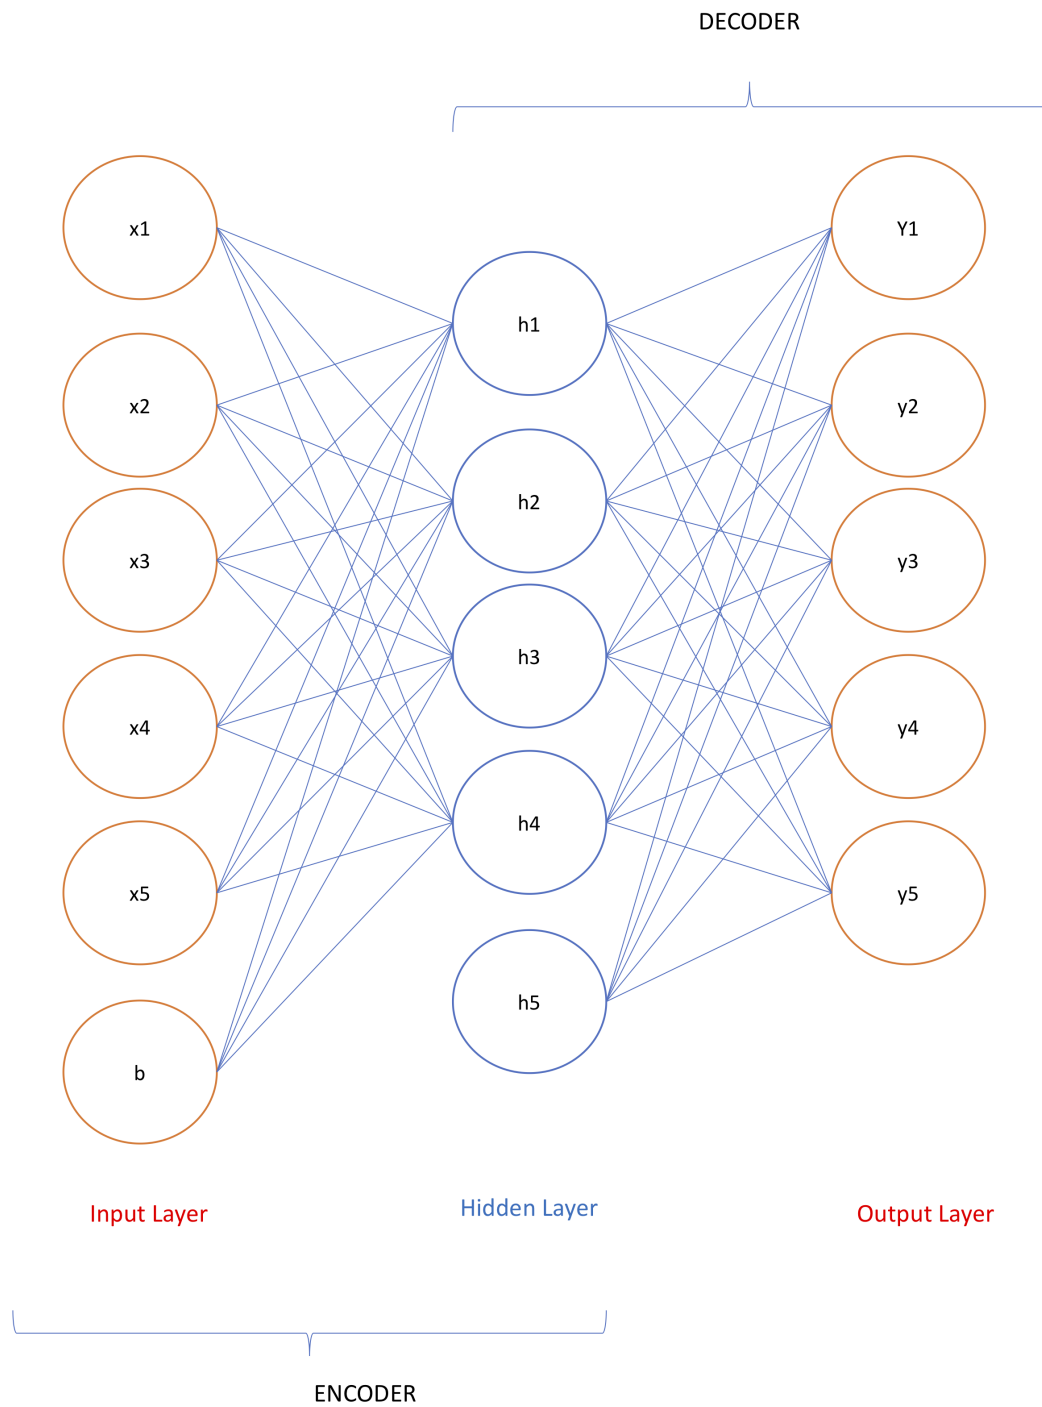 DECODER
x1
Y1
h1
x2
y2
h2
x3
y3
h3
x4
y4
h4
x5
y5
h5
b
Input Layer
Hidden Layer
Output Layer
ENCODER